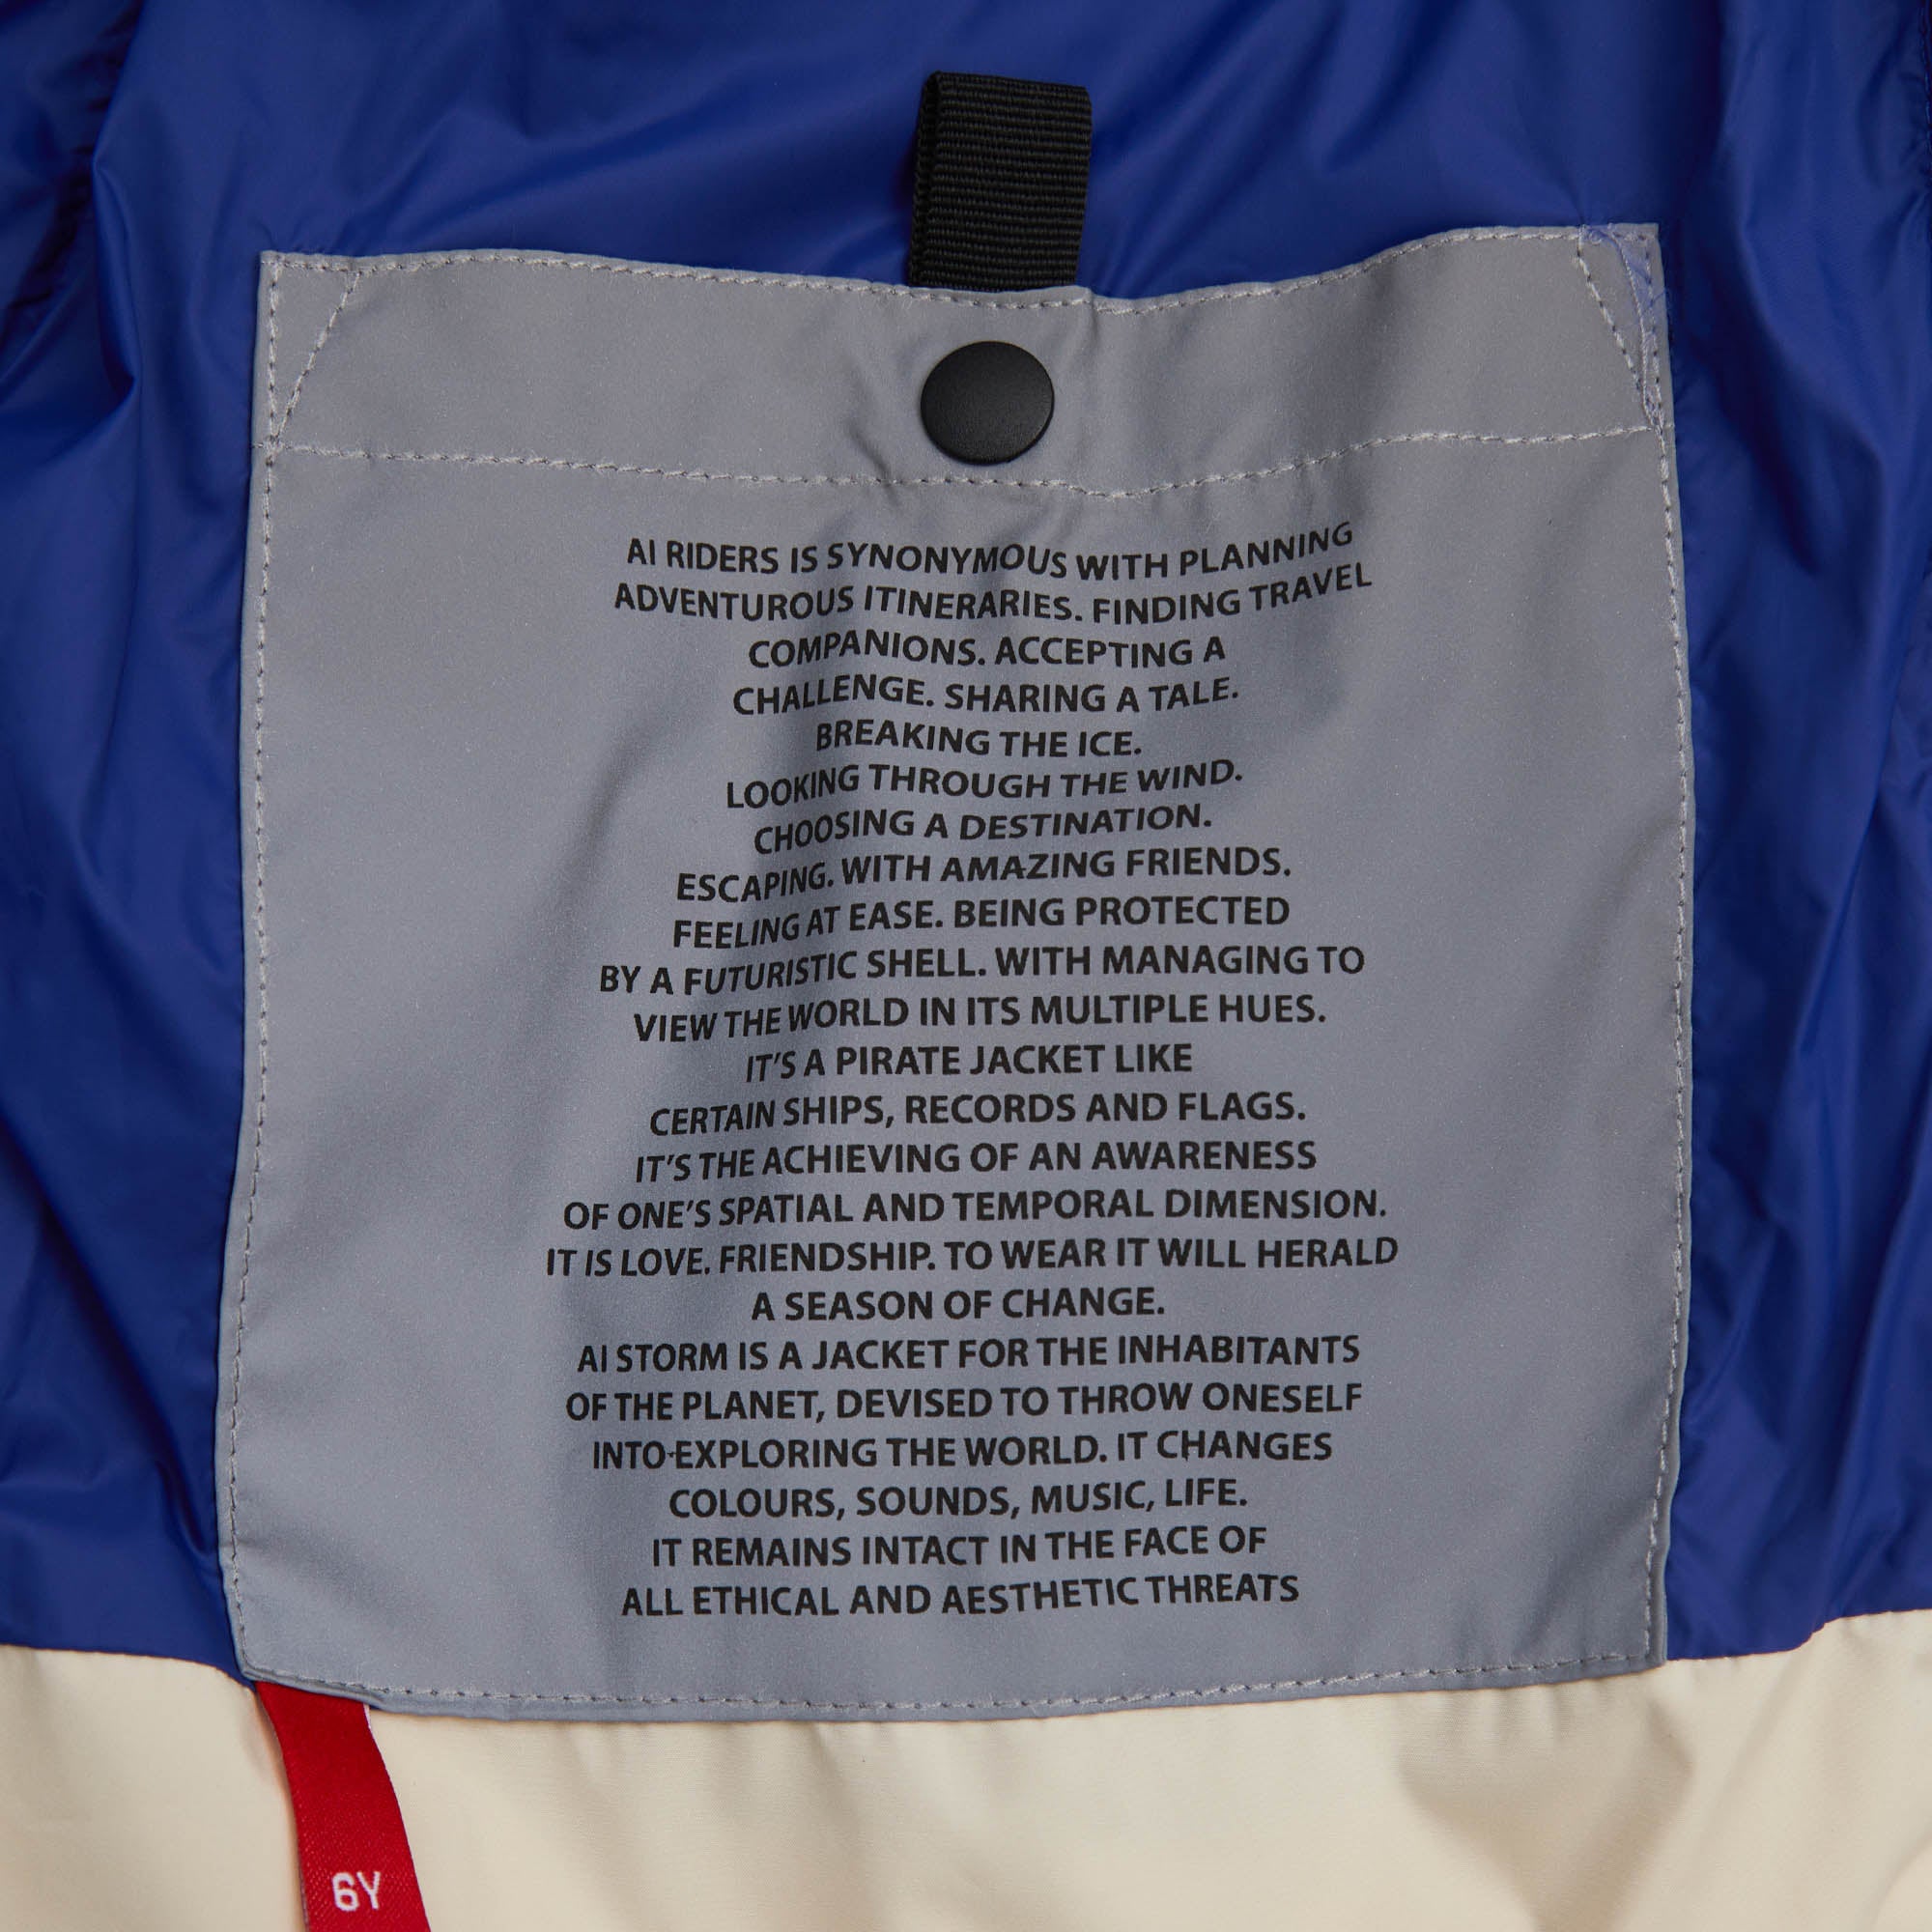 AI RIDERS IS SYNONYMOUS WITH PLANNING
ADVENTUROUS ITINERARIES. FINDING TRAVEL
COMPANIONS. ACCEPTING A
CHALLENGE. SHARING A TALE.
BREAKING THE ICE.
LOOKING THROUGH THE WIND.
CHOOSING A DESTINATION.
ESCAPING. WITH AMAZING FRIENDS.
FEELING AT EASE. BEING PROTECTED
BY A FUTURISTIC SHELL. WITH MANAGING TO
VIEW THE WORLD IN ITS MULTIPLE HUES.
IT'S A PIRATE JACKET LIKE
CERTAIN SHIPS, RECORDS AND FLAGS.
IT'S THE ACHIEVING OF AN AWARENESS
OF ONE'S SPATIAL AND TEMPORAL DIMENSION.
IT IS LOVE. FRIENDSHIP. TO WEAR IT WILL HERALD
A SEASON OF CHANGE.
AI STORM IS A JACKET FOR THE INHABITANTS
OF THE PLANET, DEVISED TO THROW ONESELF
INTO EXPLORING THE WORLD. IT CHANGES
COLOURS, SOUNDS, MUSIC, LIFE.
IT REMAINS INTACT IN THE FACE OF
ALL ETHICAL AND AESTHETIC THREATS
6Y